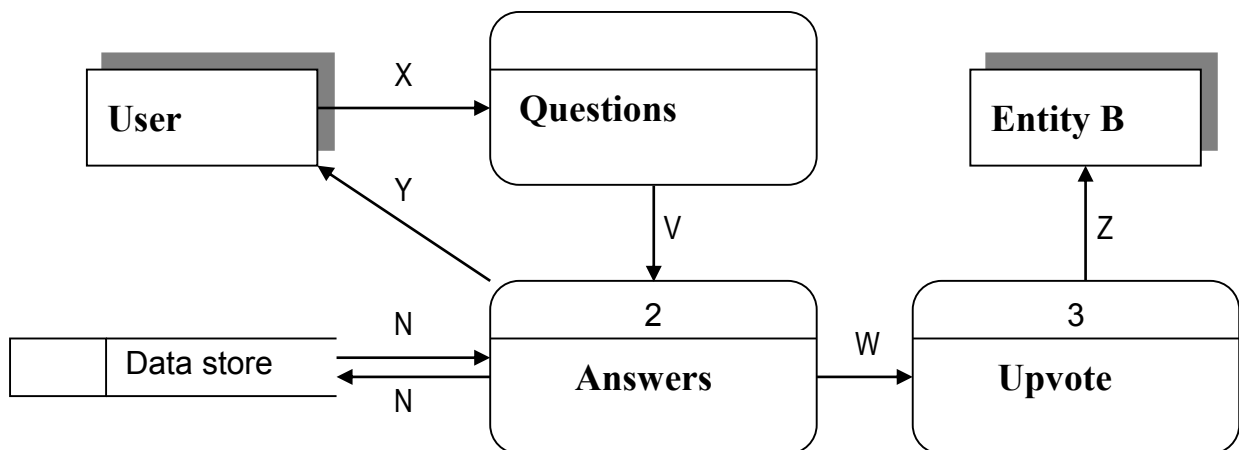 X
User
Questions
Entity B
Y
V
Z
2
3
N
Data store
W
Answers
Upvote
N